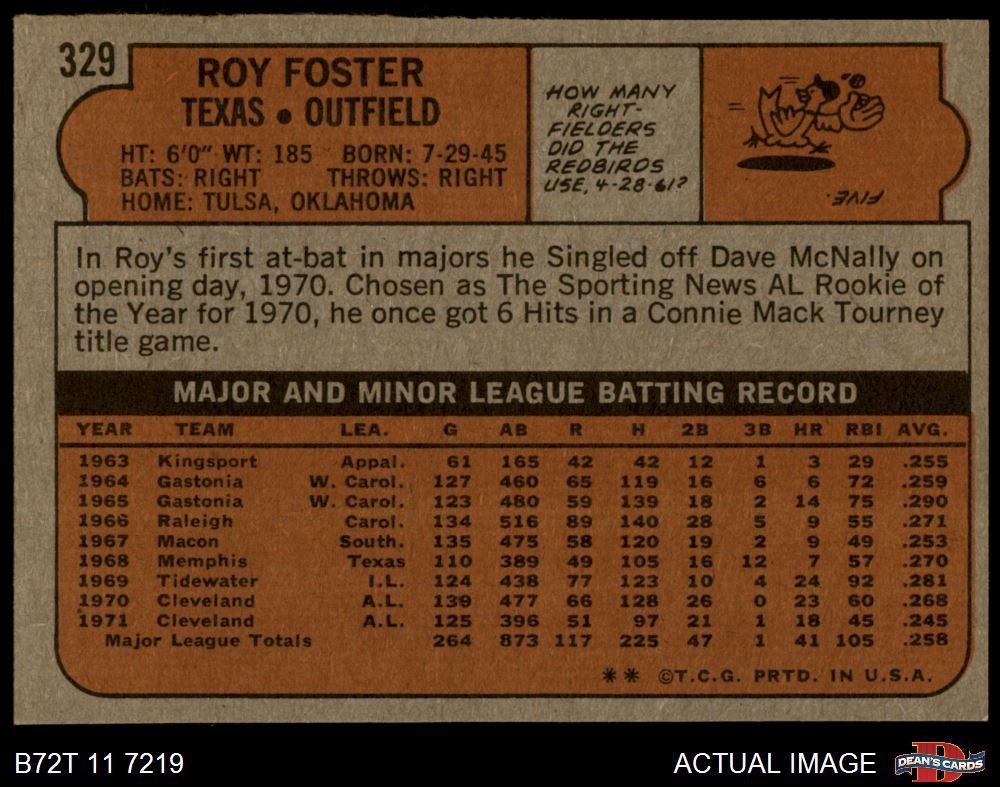 329
ROY FOSTER
TEXAS • OUTFIELD
HT: 6'0" WT: 185 BORN: 7-29-45
BATS: RIGHT THROWS: RIGHT
HOME: TULSA, OKLAHOMA
HOW MANY
RIGHT-
FIELDERS
DID THE
REDBIRDS
USE, 4-28-61?
FIVE
In Roy's first at-bat in majors he Singled off Dave McNally on
opening day, 1970. Chosen as The Sporting News AL Rookie of
the Year for 1970, he once got 6 Hits in a Connie Mack Tourney
title game.
MAJOR AND MINOR LEAGUE BATTING RECORD
YEAR TEAM LEA. G AB R H 2B 3B HR RBI AVG.
1963 Kingsport Appal. 61 165 42 42 12 1 3 29 .255
1964 Gastonia W. Carol. 127 460 65 119 16 6 6 72 .259
1965 Gastonia W. Carol. 123 480 59 139 18 2 14 75 .290
1966 Raleigh Carol. 134 516 89 140 28 5 9 55 .271
1967 Macon South. 135 475 58 120 19 2 9 49 .253
1968 Memphis Texas 110 389 49 105 16 12 7 57 .270
1969 Tidewater I.L. 124 438 77 123 10 4 24 92 .281
1970 Cleveland A.L. 139 477 66 128 26 0 23 60 .268
1971 Cleveland A.L. 125 396 51 97 21 1 18 45 .245
Major League Totals 264 873 117 225 47 1 41 105 .258
** ©T.C.G. PRTD. IN U.S.A.
B72T 11 7219
ACTUAL IMAGE
DEAN'S CARDS